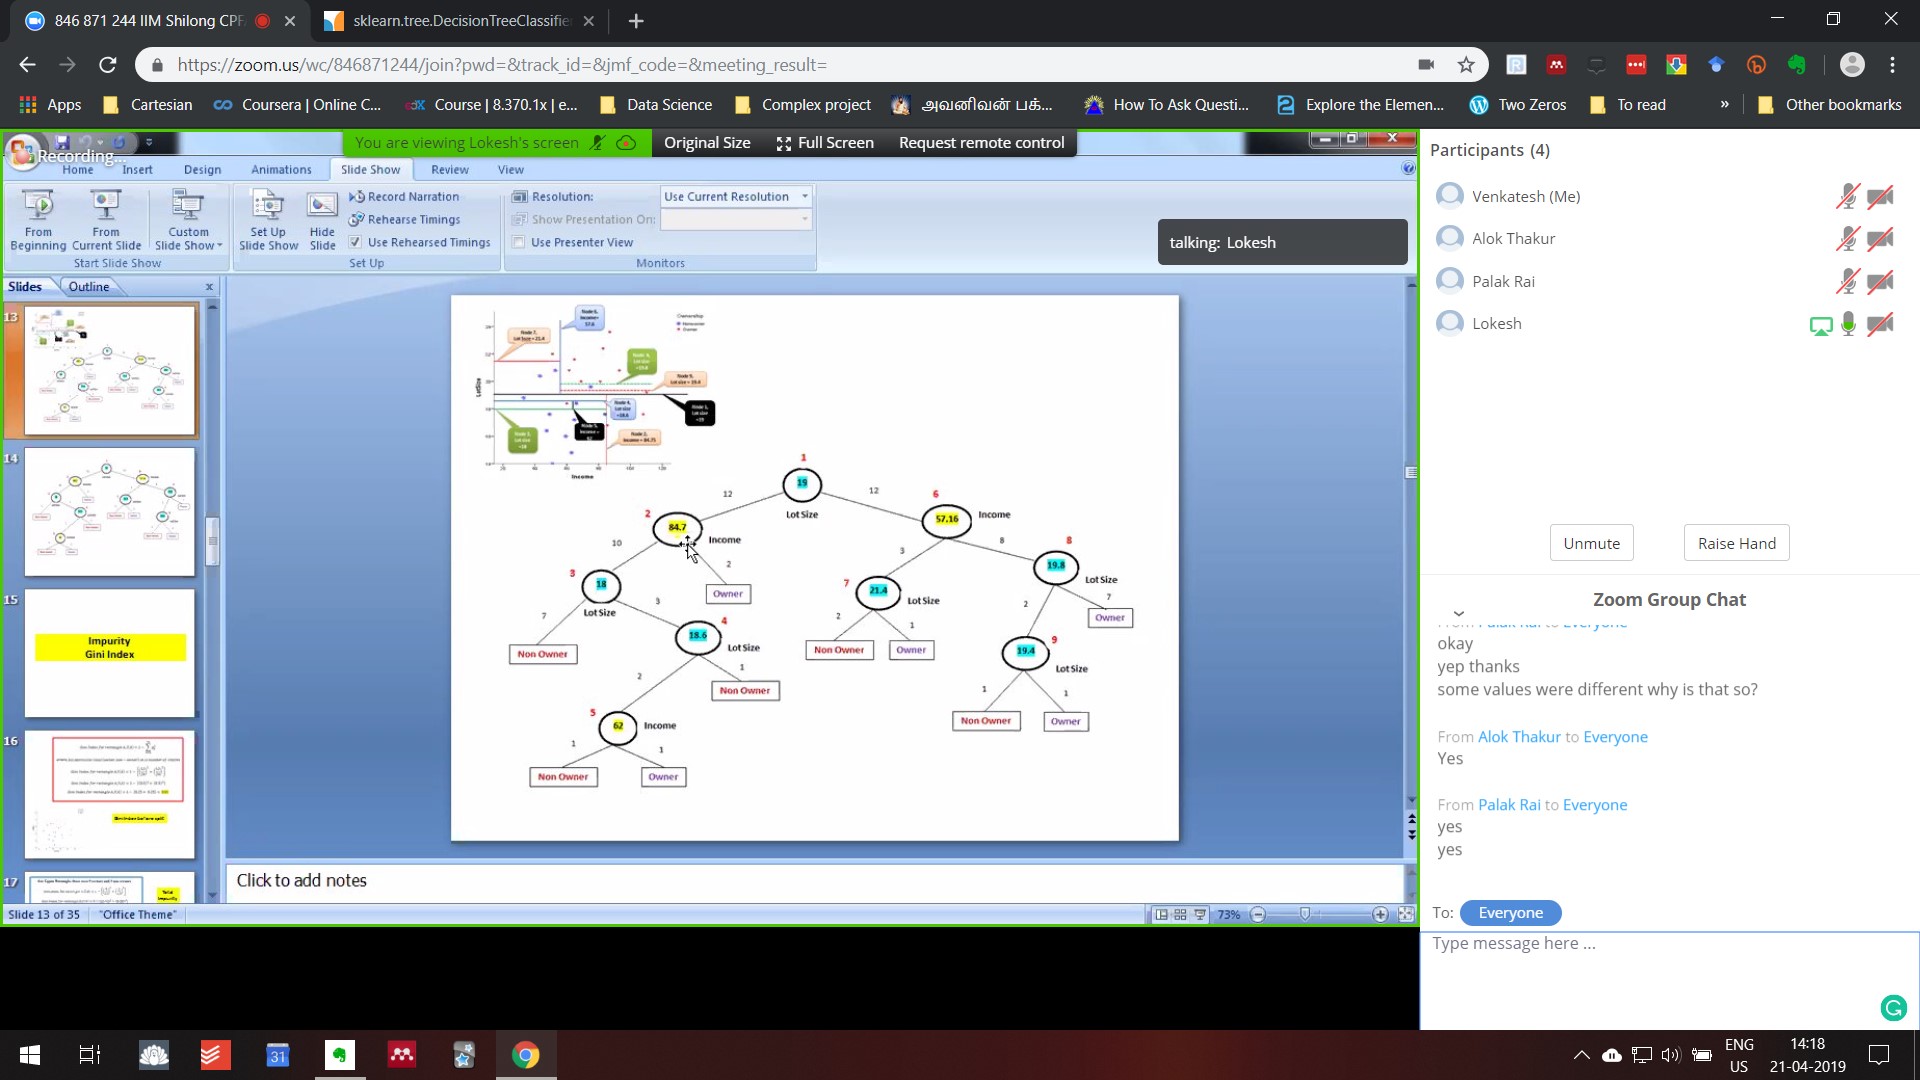 846 871 244 IIM Shilong CPF
sklearn.tree.DecisionTreeClassifie
https://zoom.us/wc/846871244/join?pwd=&track_id=&jmf_code=&meeting_result=
Apps
Cartesian
Coursera | Online C...
Course | 8.370.1x | e...
Data Science
Complex project
அவனிவன் பக்...
How To Ask Questi...
Explore the Elemen...
Two Zeros
To read
»
Other bookmarks
Recording...
You are viewing Lokesh's screen
Original Size
Full Screen
Request remote control
Home
Insert
Design
Animations
Slide Show
Review
View
From
Beginning
From
Current Slide
Custom
Slide Show
Start Slide Show
Set Up
Slide Show
Hide
Slide
Record Narration
Rehearse Timings
Use Rehearsed Timings
Set Up
Resolution:
Use Current Resolution
Show Presentation On:
Use Presenter View
Monitors
talking: Lokesh
Slides
Outline
13
14
15
Impurity
Gini Index
16
17
Income
1
19
Lot Size
12
12
2
84.7
Income
6
57.16
Income
10
2
Owner
3
8
3
18
Lot Size
7
21.4
Lot Size
8
19.8
Lot Size
7
3
Non Owner
4
18.6
Lot Size
2
1
Non Owner
Owner
2
7
Owner
9
19.4
Lot Size
2
1
Non Owner
1
1
Non Owner
Owner
5
62
Income
1
1
Non Owner
Owner
Click to add notes
Slide 13 of 35
"Office Theme"
73%
Participants (4)
Venkatesh (Me)
Alok Thakur
Palak Rai
Lokesh
Unmute
Raise Hand
Zoom Group Chat
From Palak Rai to Everyone
okay
yep thanks
some values were different why is that so?
From Alok Thakur to Everyone
Yes
From Palak Rai to Everyone
yes
yes
To:
Everyone
Type message here ...
31
ENG
US
14:18
21-04-2019